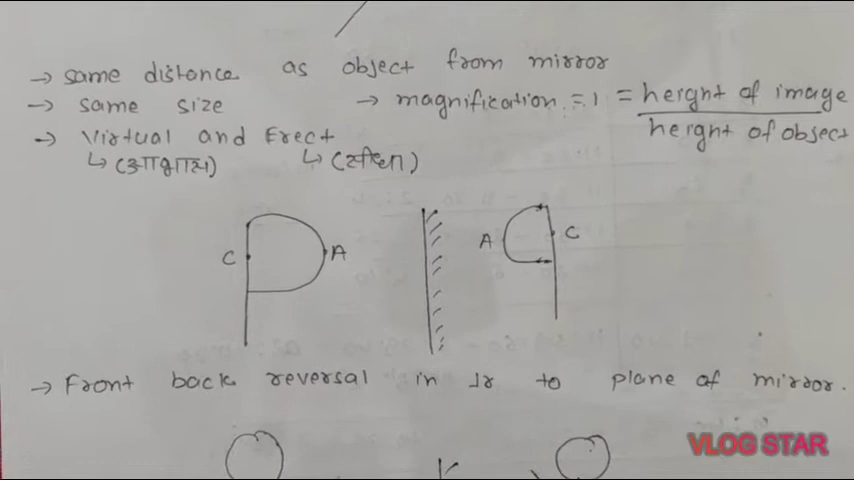 → same distance as object from mirror
→ same size → magnification = 1 = height of image / height of object
→ Virtual and Erect
↳ (आभासी) ↳ (सीधा)
C A A C
→ Front back reversal in ⊥r to plane of mirror.
VLOG STAR